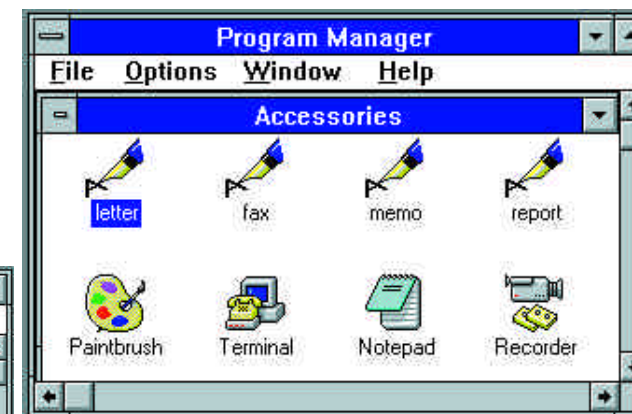 Program Manager
File Options Window Help
Accessories
letter fax memo report
Paintbrush Terminal Notepad Recorder